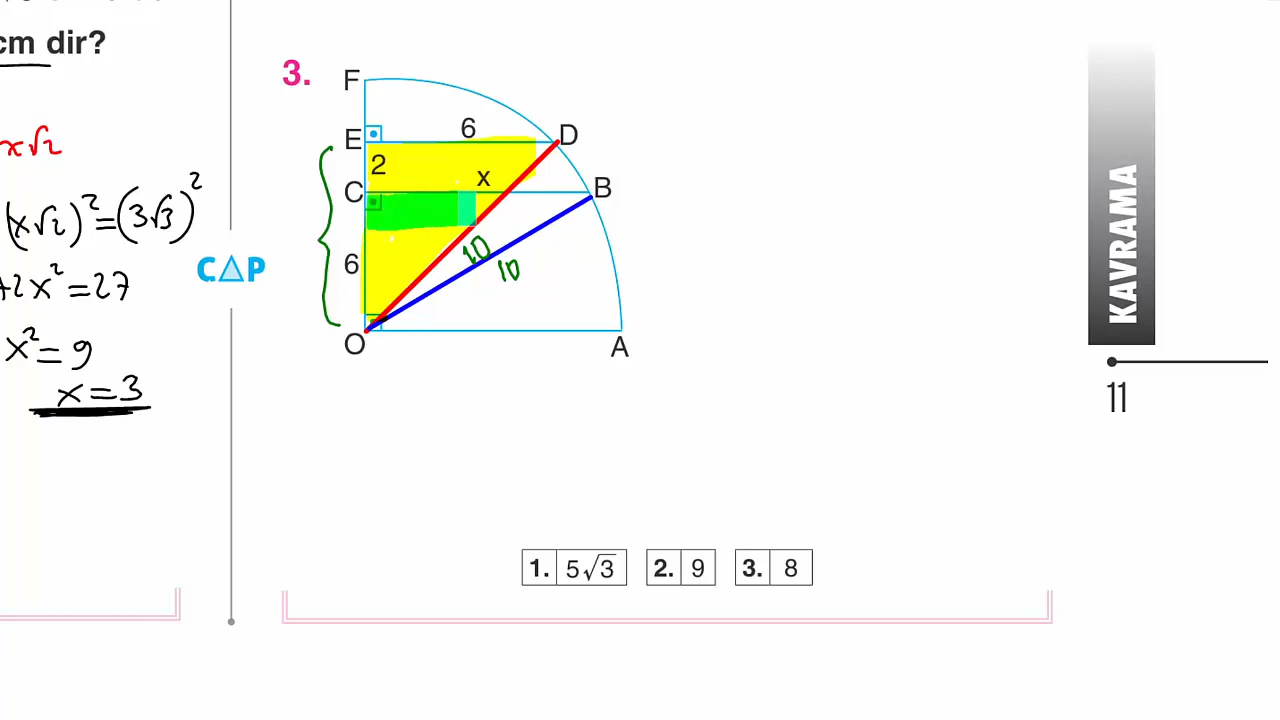 cm dir?
x√2
(x√2)²=(3√3)²
+2x²=27
x²=9
x=3
C△P
3.
F
E
6
D
2
C
x
B
6
10
10
O
A
KAVRAMA
11
1. 5√3 2. 9 3. 8